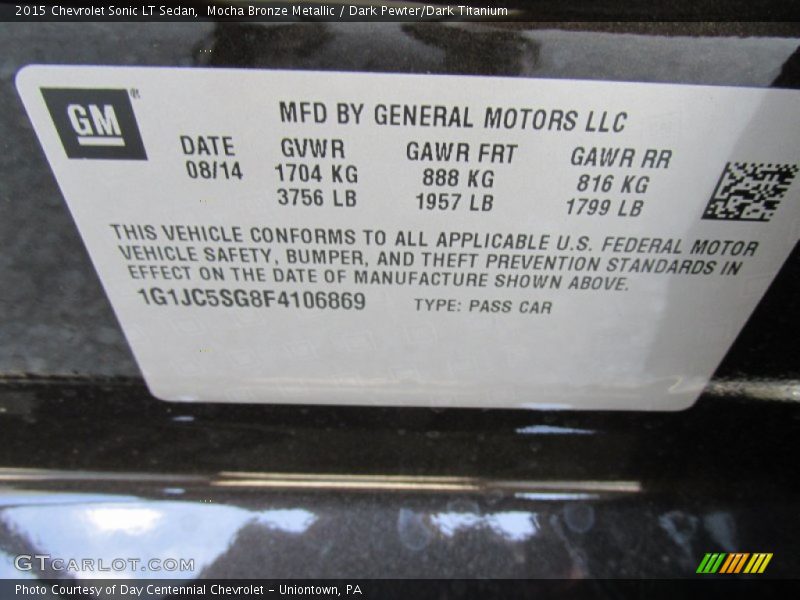 2015 Chevrolet Sonic LT Sedan, Mocha Bronze Metallic / Dark Pewter/Dark Titanium
GM
MFD BY GENERAL MOTORS LLC
DATE GVWR GAWR FRT GAWR RR
08/14 1704 KG 888 KG 816 KG
3756 LB 1957 LB 1799 LB
THIS VEHICLE CONFORMS TO ALL APPLICABLE U.S. FEDERAL MOTOR
VEHICLE SAFETY, BUMPER, AND THEFT PREVENTION STANDARDS IN
EFFECT ON THE DATE OF MANUFACTURE SHOWN ABOVE.
1G1JC5SG8F4106869 TYPE: PASS CAR
GTCARLOT.COM
Photo Courtesy of Day Centennial Chevrolet - Uniontown, PA